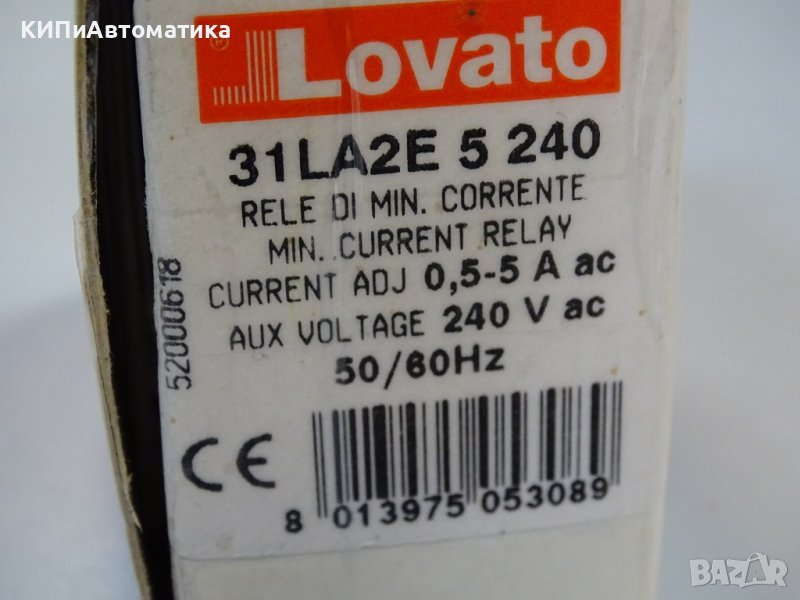 КИПиАвтоматика
Lovato
31LA2E 5 240
RELE DI MIN. CORRENTE
MIN. CURRENT RELAY
CURRENT ADJ 0,5-5 A ac
AUX VOLTAGE 240 V ac
50/60Hz
52000618
CE
8 013975 053089
BAZAR